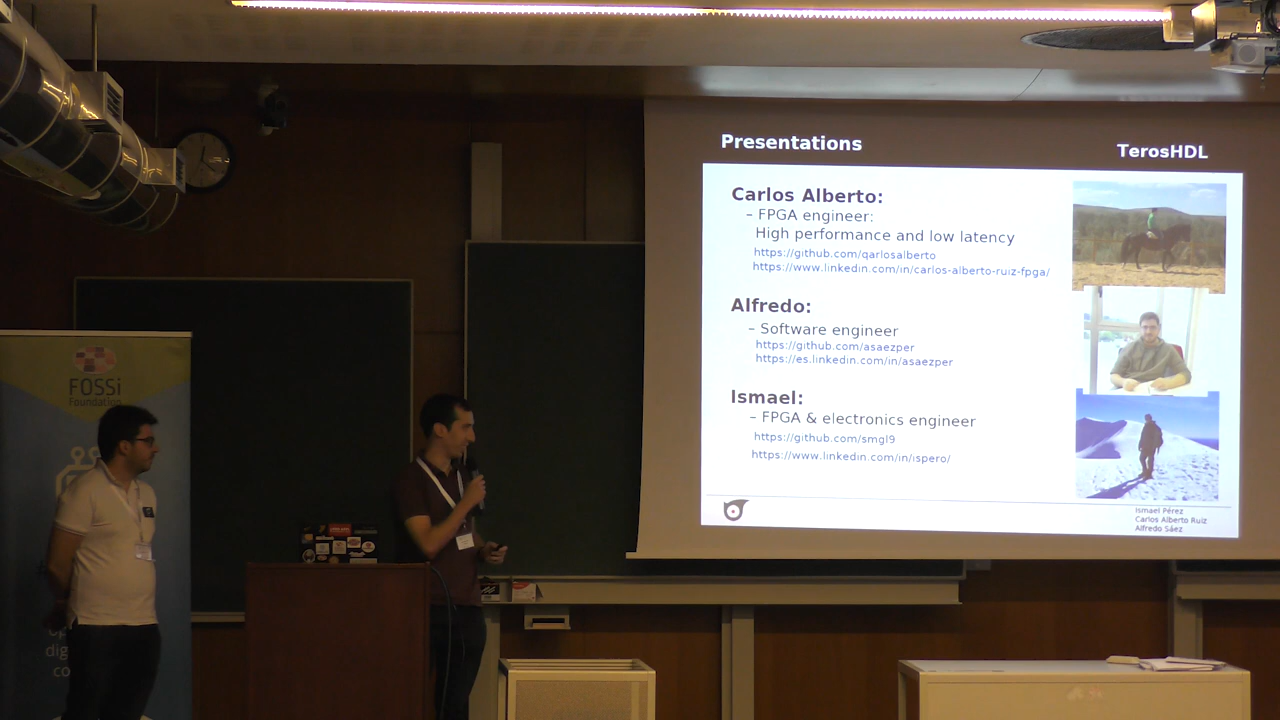 Presentations
TerosHDL
Carlos Alberto:
– FPGA engineer:
High performance and low latency
https://github.com/qarlosalberto
https://www.linkedin.com/in/carlos-alberto-ruiz-fpga/
Alfredo:
– Software engineer
https://github.com/asaezper
https://es.linkedin.com/in/asaezper
Ismael:
– FPGA & electronics engineer
https://github.com/smgl9
https://www.linkedin.com/in/ispero/
Ismael Pérez
Carlos Alberto Ruiz
Alfredo Sáez
FOSSi
Foundation
dig
co